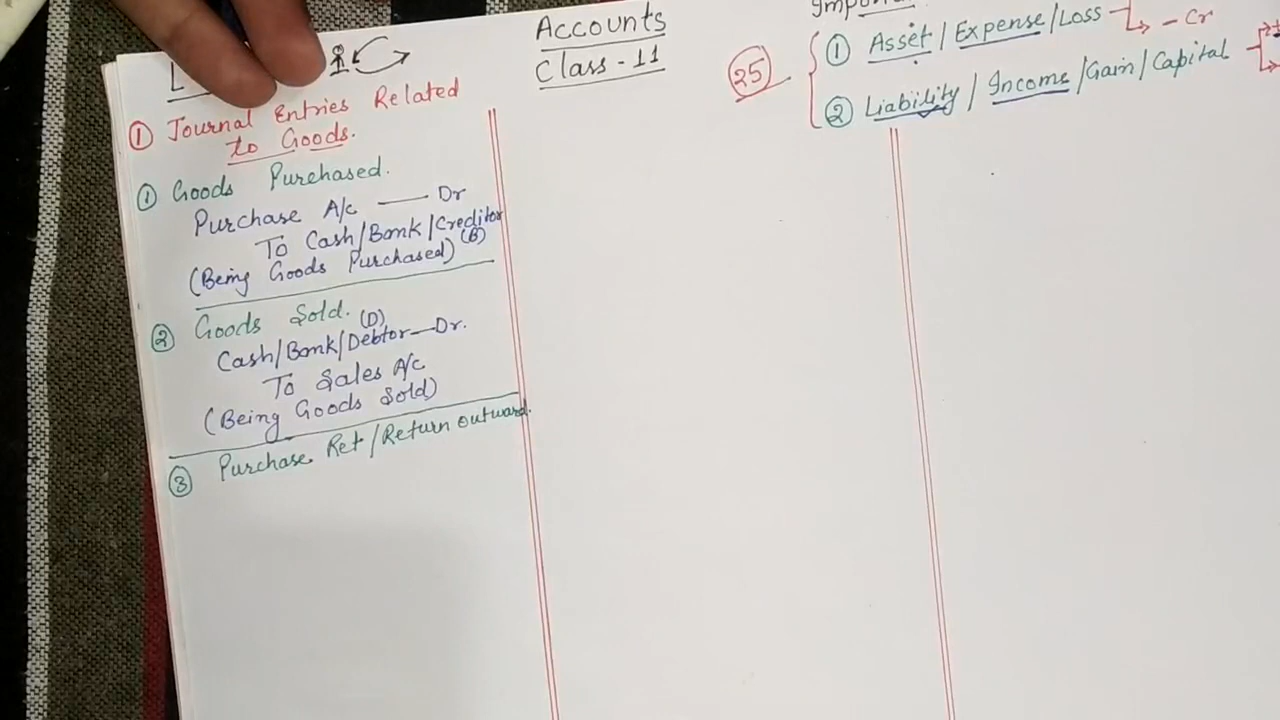 Accounts
Class - 11
① Journal Entries Related
to Goods.
① Goods Purchased.
Purchase A/c —— Dr
To Cash/Bank/Creditor
(Being Goods Purchased) (B)
② Goods Sold.
Cash/Bank/Debtor—Dr. (D)
To Sales A/c
(Being Goods Sold)
③ Purchase Ret/Return outward.
25
① Asset/Expense/Loss → - Cr
② Liability/Income/Gain/Capital